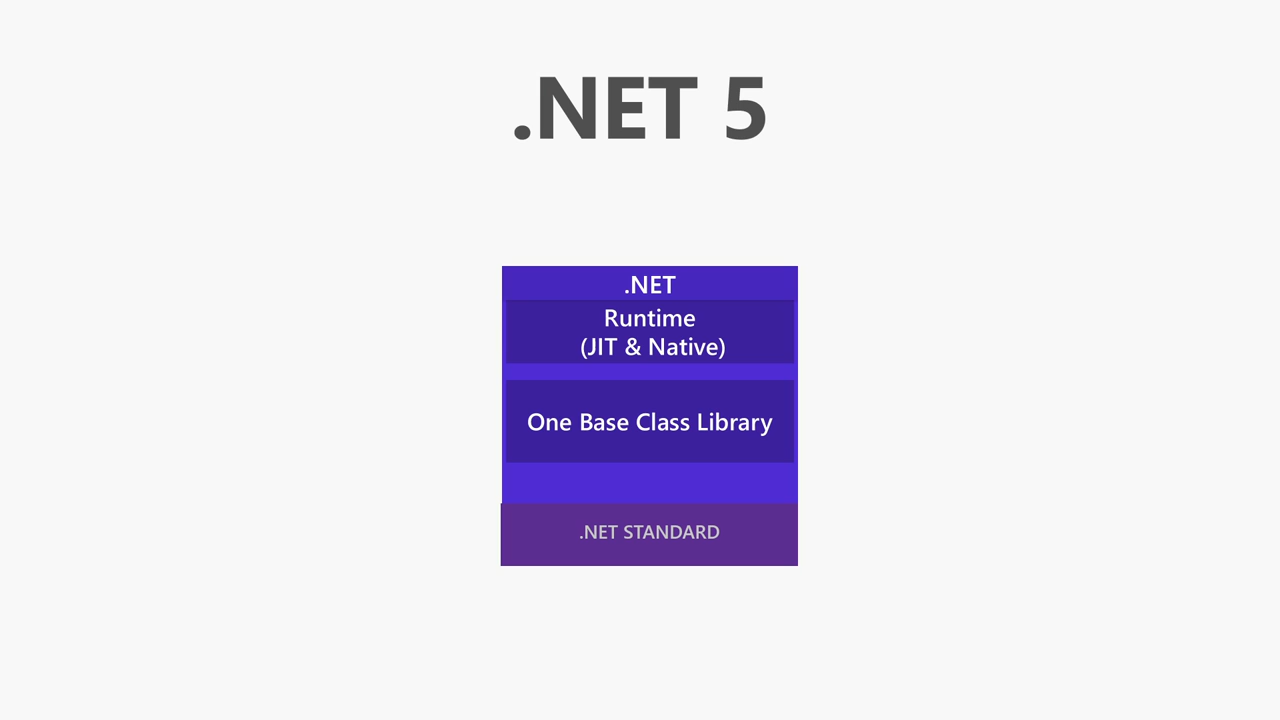 .NET 5
.NET
Runtime
(JIT & Native)
One Base Class Library
.NET STANDARD